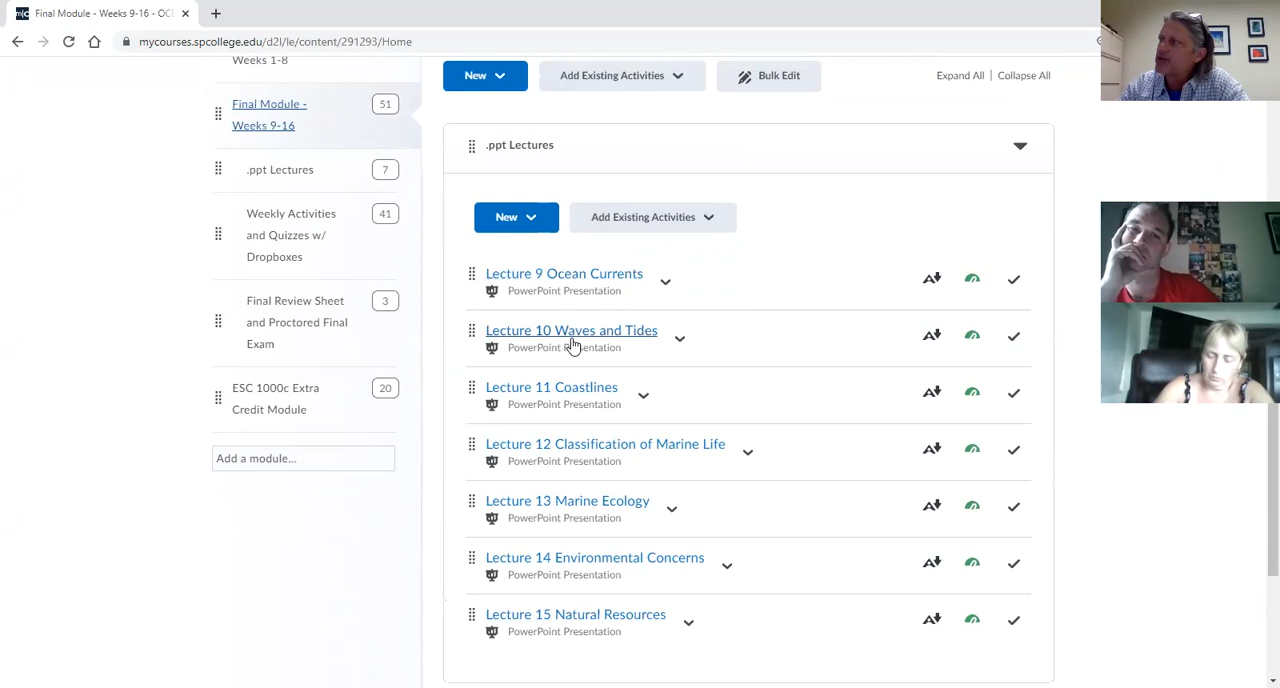 Final Module - Weeks 9-16 - OCE
mycourses.spcollege.edu/d2l/le/content/291293/Home
Weeks 1-8
Final Module -
Weeks 9-16
51
.ppt Lectures
7
Weekly Activities
and Quizzes w/
Dropboxes
41
Final Review Sheet
and Proctored Final
Exam
3
ESC 1000c Extra
Credit Module
20
Add a module...
New
Add Existing Activities
Bulk Edit
Expand All | Collapse All
.ppt Lectures
New
Add Existing Activities
Lecture 9 Ocean Currents
PowerPoint Presentation
Lecture 10 Waves and Tides
PowerPoint Presentation
Lecture 11 Coastlines
PowerPoint Presentation
Lecture 12 Classification of Marine Life
PowerPoint Presentation
Lecture 13 Marine Ecology
PowerPoint Presentation
Lecture 14 Environmental Concerns
PowerPoint Presentation
Lecture 15 Natural Resources
PowerPoint Presentation